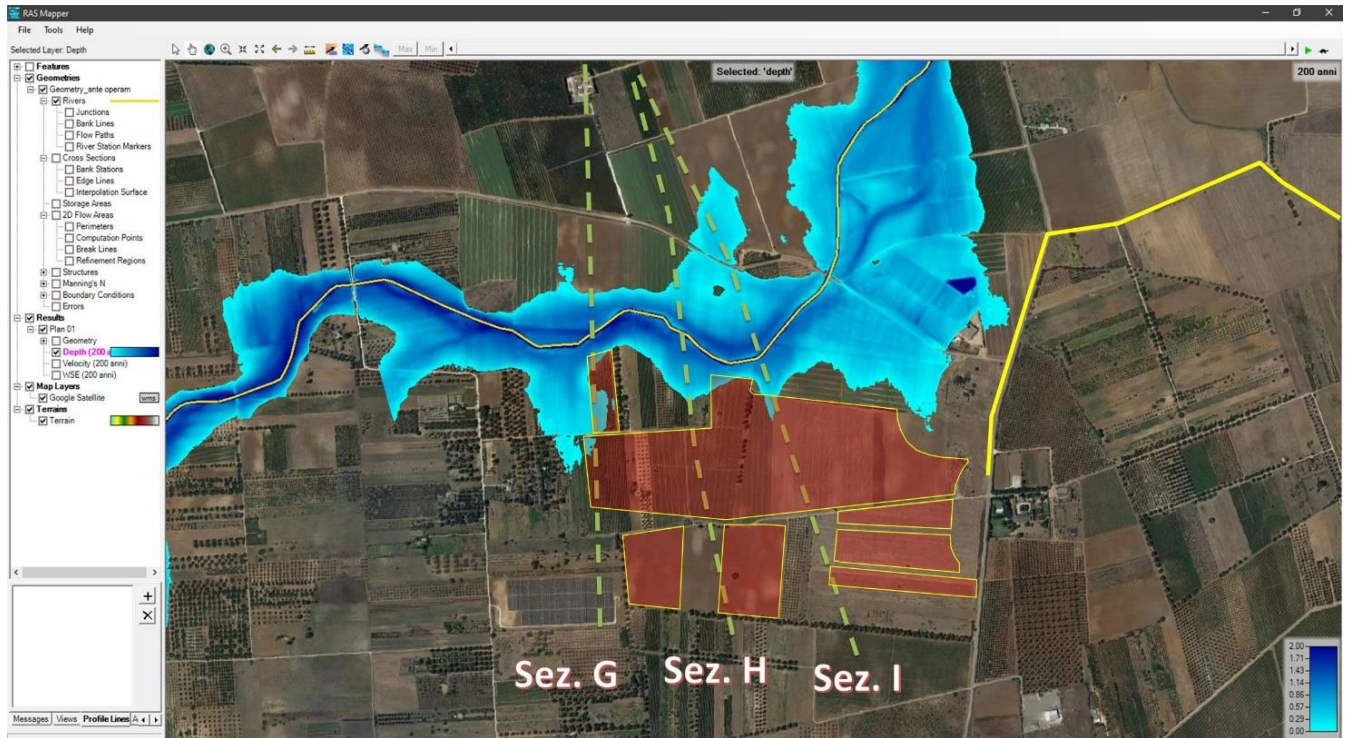 RAS Mapper
File Tools Help
Selected Layer: Depth
Max Min
Features
Geometries
Geometry_ante operam
Rivers
Junctions
Bank Lines
Flow Paths
River Station Markers
Cross Sections
Bank Stations
Edge Lines
Interpolation Surface
Storage Areas
2D Flow Areas
Perimeters
Computation Points
Break Lines
Refinement Regions
Structures
Manning's N
Boundary Conditions
Errors
Results
Plan 01
Geometry
Depth (200 a
Velocity (200 anni)
WSE (200 anni)
Map Layers
Google Satellite wms
Terrains
Terrain
Messages Views Profile Lines A
Selected: 'depth'
200 anni
Sez. G Sez. H Sez. I
2.00
1.71
1.43
1.14
0.86
0.57
0.29
0.00